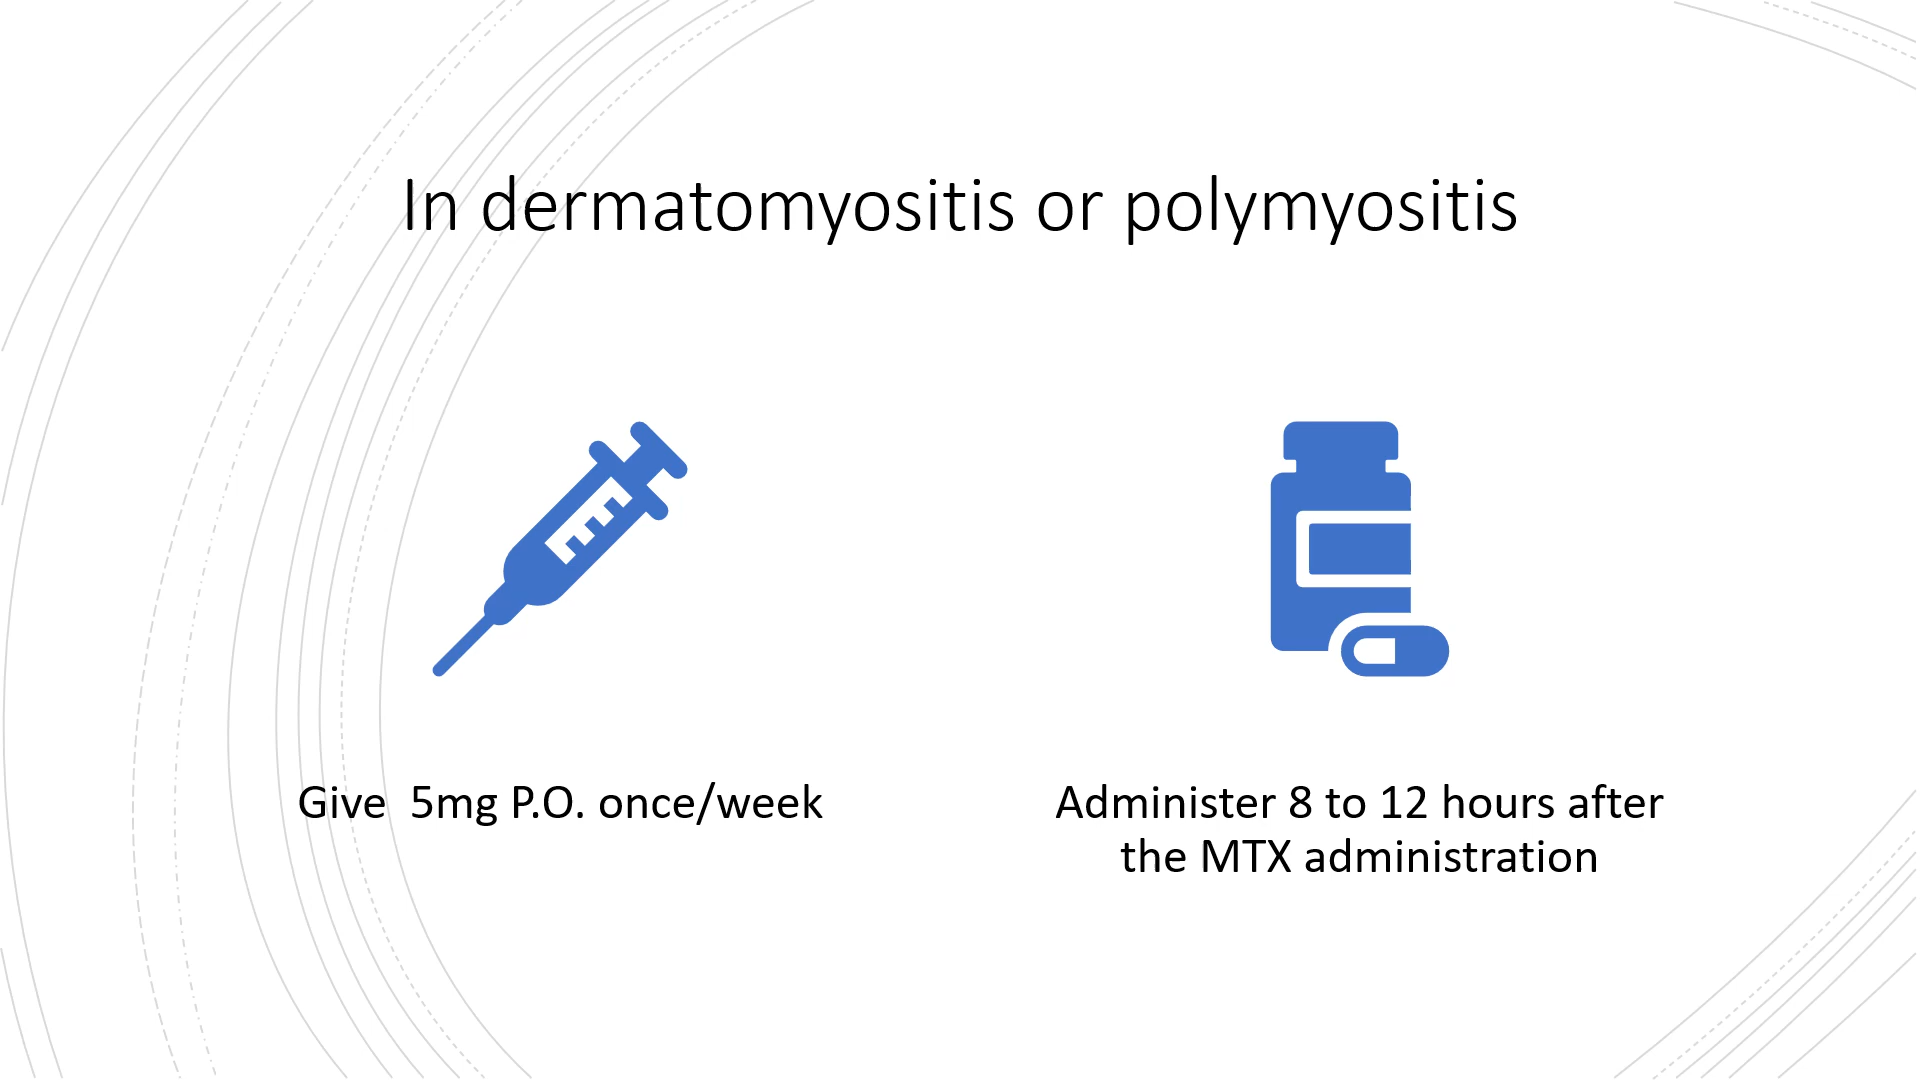 In dermatomyositis or polymyositis
Give  5mg P.O. once/week
Administer 8 to 12 hours after
the MTX administration